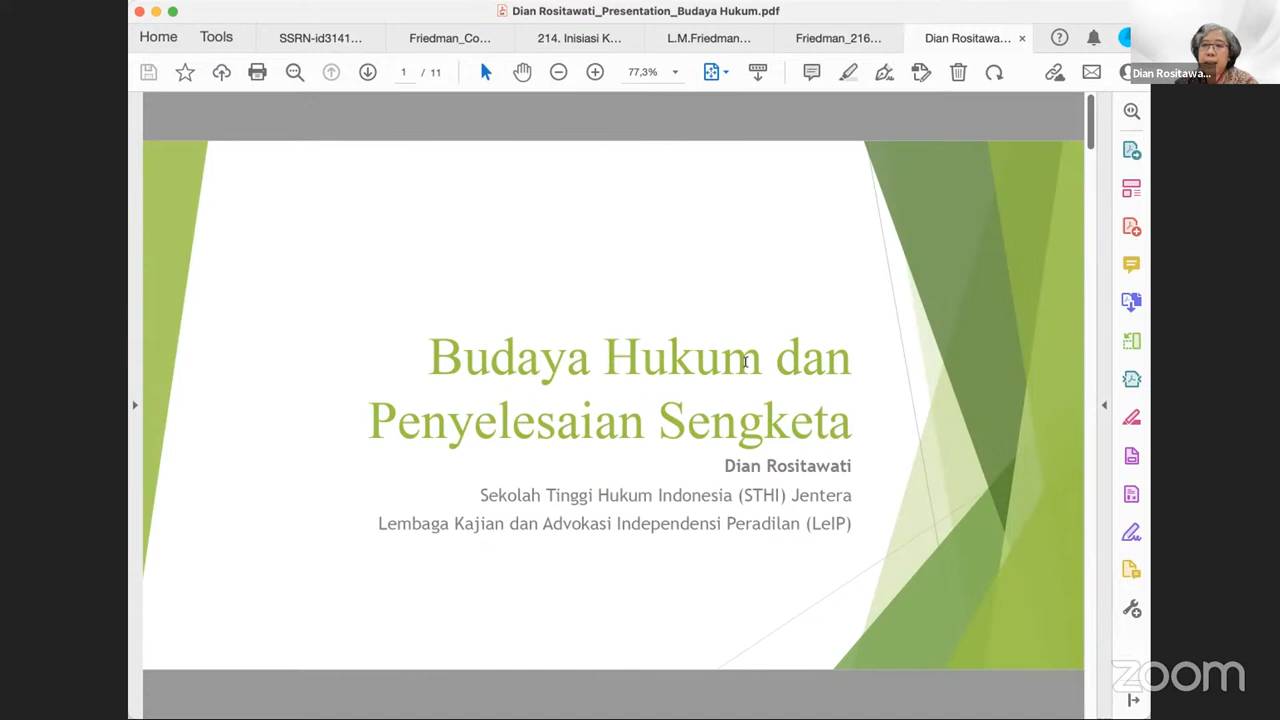 Dian Rositawati_Presentation_Budaya Hukum.pdf
Home
Tools
SSRN-id3141...
Friedman_Co...
214. Inisiasi K...
L.M.Friedman...
Friedman_216...
Dian Rositawa...
1 / 11
77,3%
Dian Rositawa...
Budaya Hukum dan
Penyelesaian Sengketa
Dian Rositawati
Sekolah Tinggi Hukum Indonesia (STHI) Jentera
Lembaga Kajian dan Advokasi Independensi Peradilan (LeIP)
zoom